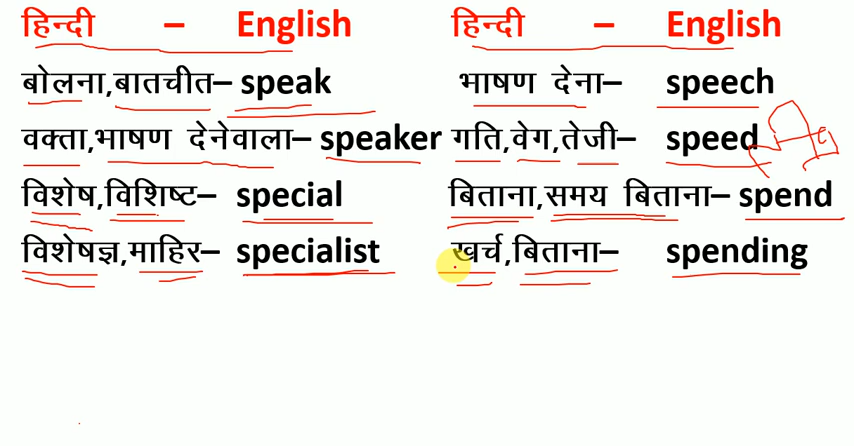 हिन्दी – English
बोलना,बातचीत– speak
वक्ता,भाषण देनेवाला– speaker
विशेष,विशिष्ट– special
विशेषज्ञ,माहिर– specialist
हिन्दी – English
भाषण देना– speech
गति,वेग,तेजी– speed
बिताना,समय बिताना– spend
खर्च,बिताना– spending